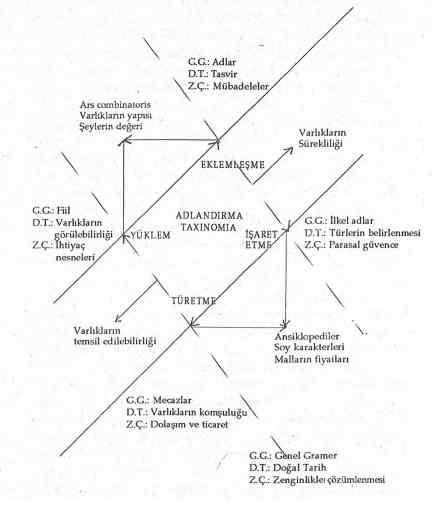 G.G.: Adlar
D.T.: Tasvir
Z.Ç.: Mübadeleler
Ars combinatoris
Varlıkların yapısı
Şeylerin değeri
Varlıkların
Sürekliliği
EKLEMLEŞME
G.G.: Fiil
D.T.: Varlıkların
görülebilirliği
Z.Ç.: İhtiyaç
nesneleri
YÜKLEM
ADLANDIRMA
TAXINOMIA
İŞARET
ETME
G.G.: İlkel adlar
D.T.: Türlerin belirlenmesi
Z.Ç.: Parasal güvence
TÜRETME
Varlıkların
temsil edilebilirliği
Ansiklopediler
Soy karakterleri
Malların fiyatları
G.G.: Mecazlar
D.T.: Varlıkların komşuluğu
Z.Ç.: Dolaşım ve ticaret
G.G.: Genel Gramer
D.T.: Doğal Tarih
Z.Ç.: Zenginlikler çözümlenmesi